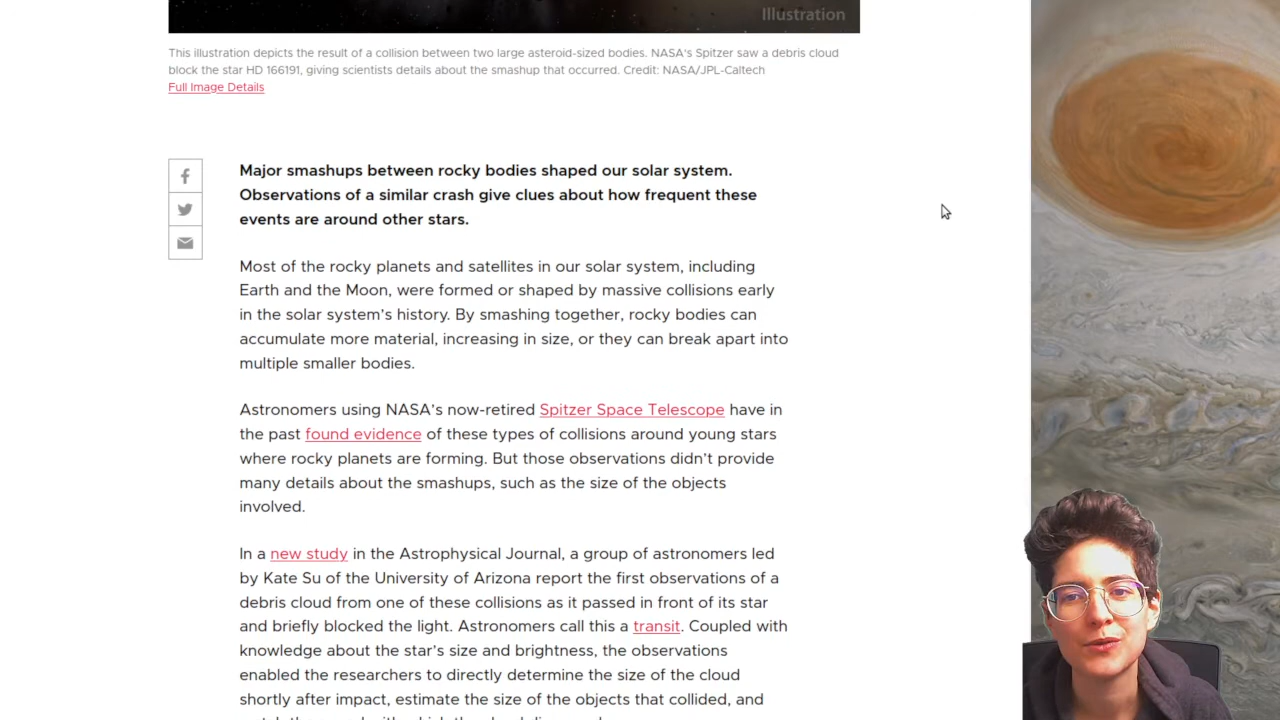 Illustration
This illustration depicts the result of a collision between two large asteroid-sized bodies. NASA's Spitzer saw a debris cloud
block the star HD 166191, giving scientists details about the smashup that occurred. Credit: NASA/JPL-Caltech
Full Image Details
Major smashups between rocky bodies shaped our solar system.
Observations of a similar crash give clues about how frequent these
events are around other stars.
Most of the rocky planets and satellites in our solar system, including
Earth and the Moon, were formed or shaped by massive collisions early
in the solar system's history. By smashing together, rocky bodies can
accumulate more material, increasing in size, or they can break apart into
multiple smaller bodies.
Astronomers using NASA's now-retired Spitzer Space Telescope have in
the past found evidence of these types of collisions around young stars
where rocky planets are forming. But those observations didn't provide
many details about the smashups, such as the size of the objects
involved.
In a new study in the Astrophysical Journal, a group of astronomers led
by Kate Su of the University of Arizona report the first observations of a
debris cloud from one of these collisions as it passed in front of its star
and briefly blocked the light. Astronomers call this a transit. Coupled with
knowledge about the star's size and brightness, the observations
enabled the researchers to directly determine the size of the cloud
shortly after impact, estimate the size of the objects that collided, and